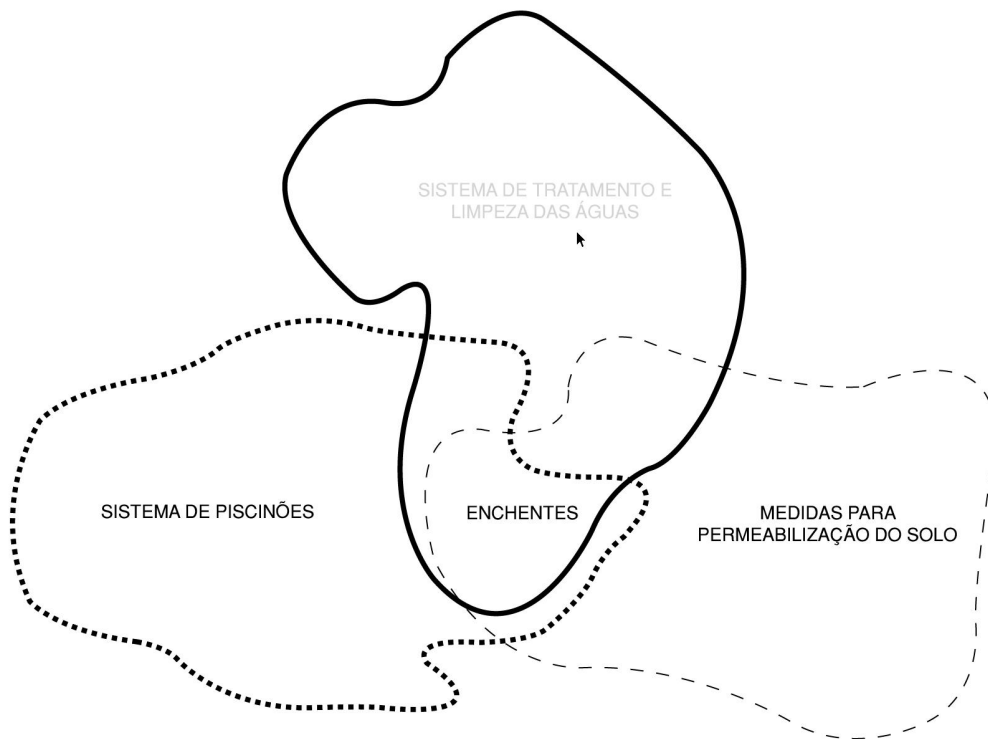 SISTEMA DE TRATAMENTO E
LIMPEZA DAS ÁGUAS
SISTEMA DE PISCINÕES
ENCHENTES
MEDIDAS PARA
PERMEABILIZAÇÃO DO SOLO